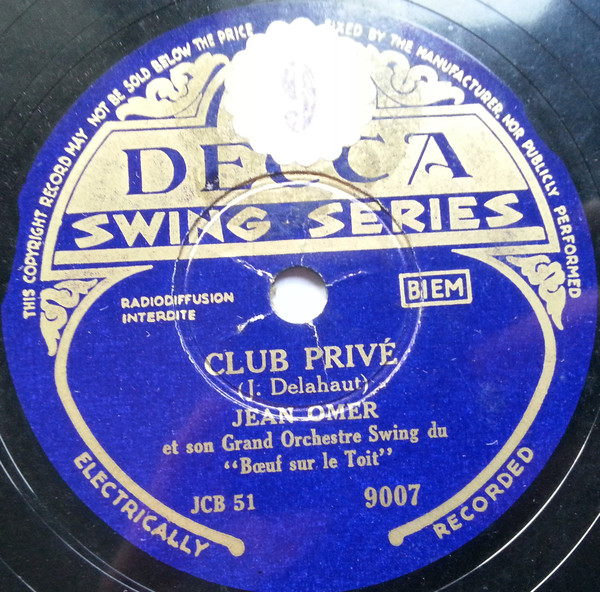 THIS COPYRIGHT RECORD MAY NOT BE SOLD BELOW THE PRICE FIXED BY THE MANUFACTURER, NOR PUBLICLY PERFORMED
9
DECCA
SWING SERIES
RADIODIFFUSION
INTERDITE
BIEM
CLUB PRIVÉ
(J. Delahaut)
JEAN OMER
et son Grand Orchestre Swing du
“Bœuf sur le Toit”
JCB 51 9007
ELECTRICALLY RECORDED